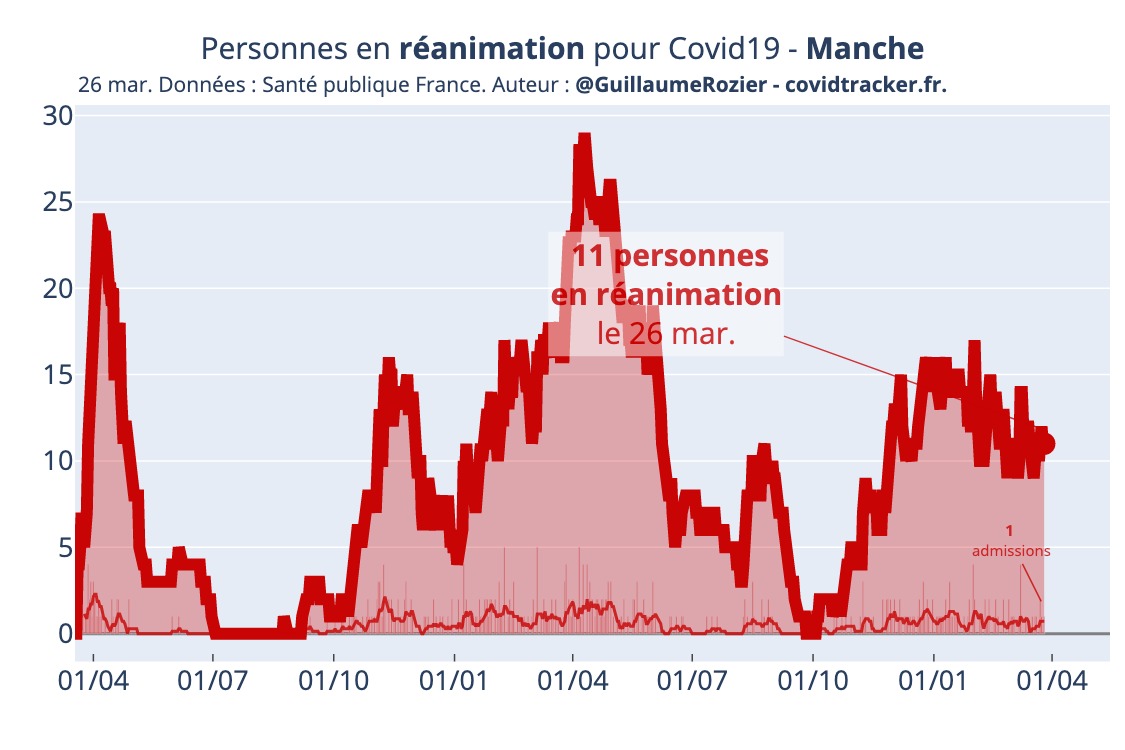 Personnes en réanimation pour Covid19 - Manche
26 mar. Données : Santé publique France. Auteur : @GuillaumeRozier - covidtracker.fr.
30
25
20
15
10
5
0
11 personnes
en réanimation
le 26 mar.
1
admissions
01/04 01/07 01/10 01/01 01/04 01/07 01/10 01/01 01/04